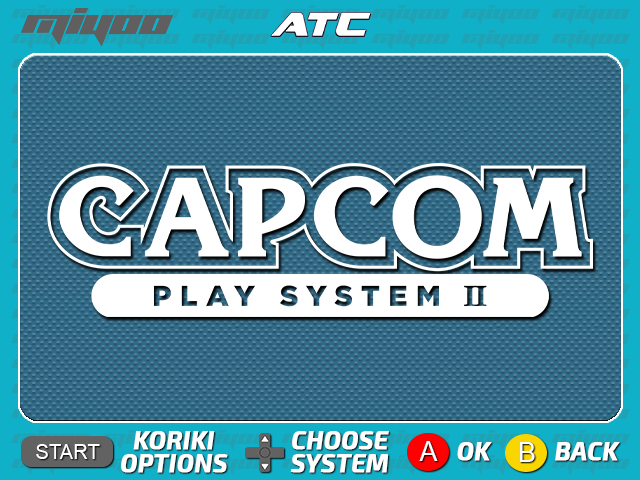 miyoo
ATC
CAPCOM
PLAY SYSTEM II
START
KORIKI
OPTIONS
CHOOSE
SYSTEM
A
OK
B
BACK